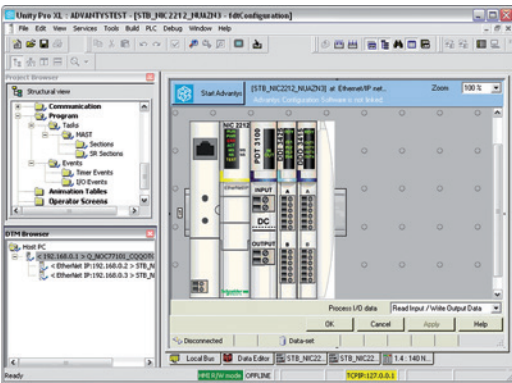 Unity Pro XL : ADVANTYSTEST - [STB_NIC2212_NUAZN3 - fdtConfiguration]
File Edit View Services Tools Build PLC Debug Window Help
Project Browser
Structural view
Communication
Program
Tasks
MAST
Sections
SR Sections
Events
Timer Events
I/O Events
Animation Tables
Operator Screens
DTM Browser
Host PC
< 192.168.0.1 > Q_NOC77101_CQQOTN
< EtherNet IP:192.168.0.2 > STB_N
< EtherNet IP:192.168.0.3 > STB_N
Start Advantys
[STB_NIC2212_NUAZN3] at Ethernet/IP net...
Advantys Configuration Software is not linked.
Zoom
100 %
NIC 2212
PDT 3100
INPUT
DC
OUTPUT
A
A
B
Process I/O data
Read Input / Write Output Data
OK
Cancel
Apply
Help
Disconnected
Data-set
Local Bus
Data Editor
STB_NIC22...
STB_NIC22...
1.4 : 140 N...
Ready
HMI R/W mode
OFFLINE
TCPIP:127.0.0.1